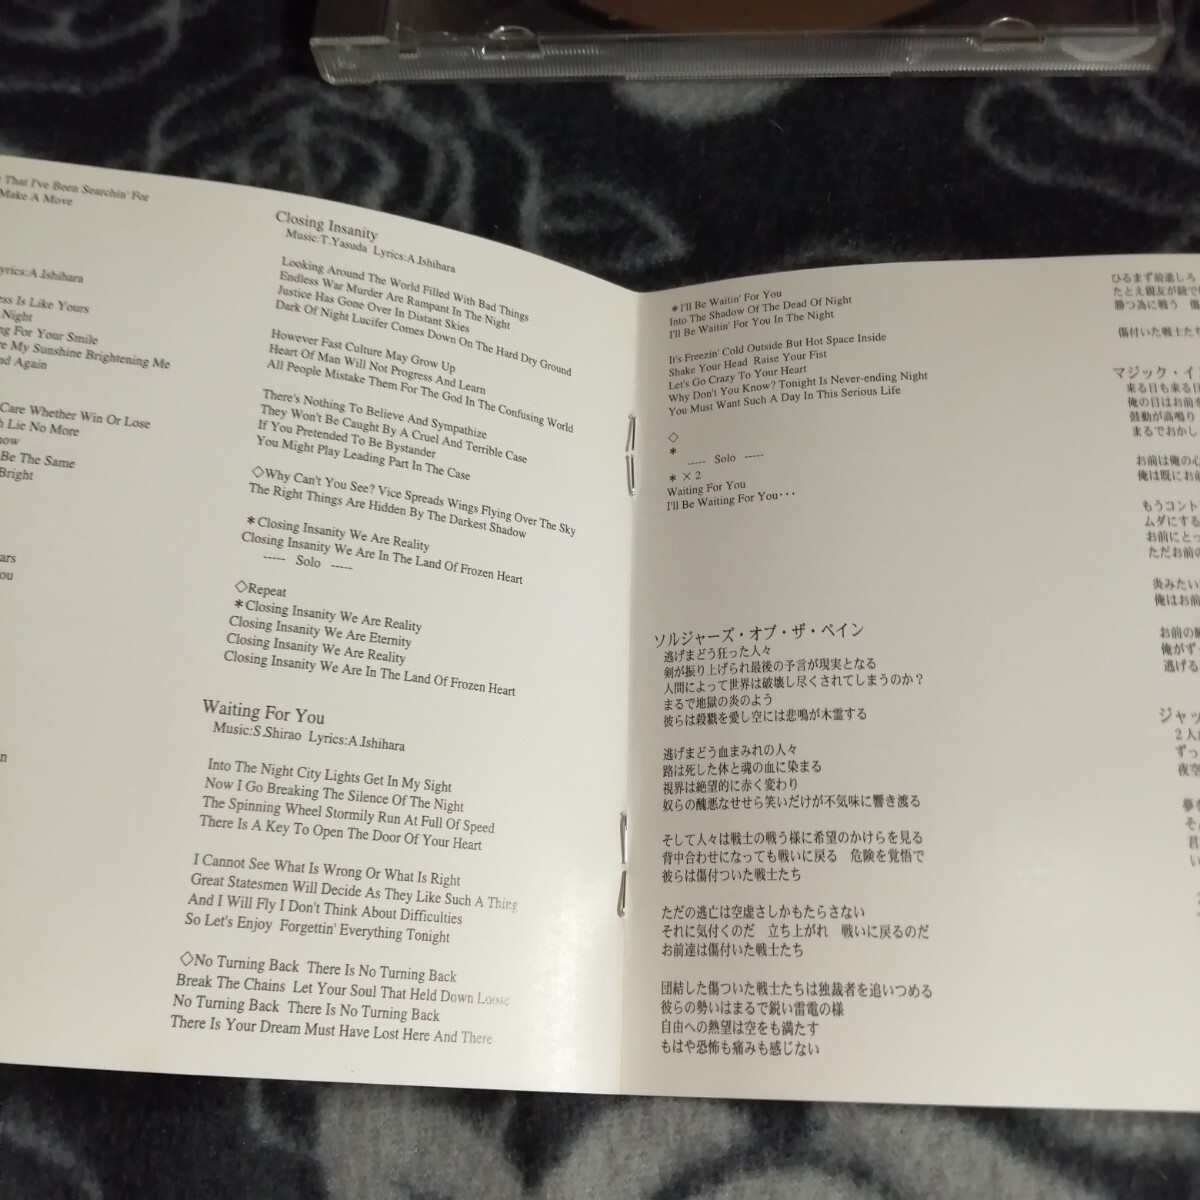 That I've Been Searchin' For
Make A Move
Lyrics:A.Ishihara
Is Like Yours
Night
For Your Smile
My Sunshine Brightening Me
And Again
Care Whether Win Or Lose
Lie No More
Be The Same
Bright
Closing Insanity
Music:T.Yasuda Lyrics:A.Ishihara
Looking Around The World Filled With Bad Things
Endless War Murder Are Rampant In The Night
Justice Has Gone Over In Distant Skies
Dark Of Night Lucifer Comes Down On The Hard Dry Ground
However Fast Culture May Grow Up
Heart Of Man Will Not Progress And Learn
All People Mistake Them For The God In The Confusing World
There's Nothing To Believe And Sympathize
They Won't Be Caught By A Cruel And Terrible Case
If You Pretended To Be Bystander
You Might Play Leading Part In The Case
◇Why Can't You See? Vice Spreads Wings Flying Over The Sky
The Right Things Are Hidden By The Darkest Shadow
＊Closing Insanity We Are Reality
Closing Insanity We Are In The Land Of Frozen Heart
----- Solo -----
◇Repeat
＊Closing Insanity We Are Reality
Closing Insanity We Are Eternity
Closing Insanity We Are Reality
Closing Insanity We Are In The Land Of Frozen Heart
Waiting For You
Music:S.Shirao Lyrics:A.Ishihara
Into The Night City Lights Get In My Sight
Now I Go Breaking The Silence Of The Night
The Spinning Wheel Stormily Run At Full Of Speed
There Is A Key To Open The Door Of Your Heart
I Cannot See What Is Wrong Or What Is Right
Great Statesmen Will Decide As They Like Such A Thing
And I Will Fly I Don't Think About Difficulties
So Let's Enjoy Forgettin' Everything Tonight
◇No Turning Back There Is No Turning Back
Break The Chains Let Your Soul That Held Down Loose
No Turning Back There Is No Turning Back
There Is Your Dream Must Have Lost Here And There
＊I'll Be Waitin' For You
Into The Shadow Of The Dead Of Night
I'll Be Waitin' For You In The Night
It's Freezin' Cold Outside But Hot Space Inside
Shake Your Head Raise Your Fist
Let's Go Crazy To Your Heart
Why Don't You Know? Tonight Is Never-ending Night
You Must Want Such A Day In This Serious Life
◇
＊
----- Solo -----
＊×2
Waiting For You
I'll Be Waiting For You･･･
ソルジャーズ・オブ・ザ・ペイン
逃げまどう狂った人々
剣が振り上げられ最後の予言が現実となる
人間によって世界は破壊し尽くされてしまうのか？
まるで地獄の炎のよう
彼らは殺戮を愛し空には悲鳴が木霊する
逃げまどう血まみれの人々
路は死した体と魂の血に染まる
視界は絶望的に赤く変わり
奴らの醜悪なせせら笑いだけが不気味に響き渡る
そして人々は戦士の戦う様に希望のかけらを見る
背中合わせになっても戦いに戻る　危険を覚悟で
彼らは傷付ついた戦士たち
ただの逃亡は空虚さしかもたらさない
それに気付くのだ　立ち上がれ　戦いに戻るのだ
お前達は傷付いた戦士たち
団結した傷ついた戦士たちは独裁者を追いつめる
彼らの勢いはまるで鋭い雷電の様
自由への熱望は空をも満たす
もはや恐怖も痛みも感じない
ひるまず前進しろ
たとえ親友が銃で
勝つ為に戦う
傷付いた戦士たち
マジック・イ
来る日も来る日
俺の目はお前
鼓動が高鳴り
まるでおかし
お前は俺の心
俺は既にお前
もうコント
ムダにする
お前にとっ
ただお前の
炎みたい
俺はお前
お前の
俺がず
逃げる
ジャッ
２人
ずっ
夜空
夢
そ
君
い